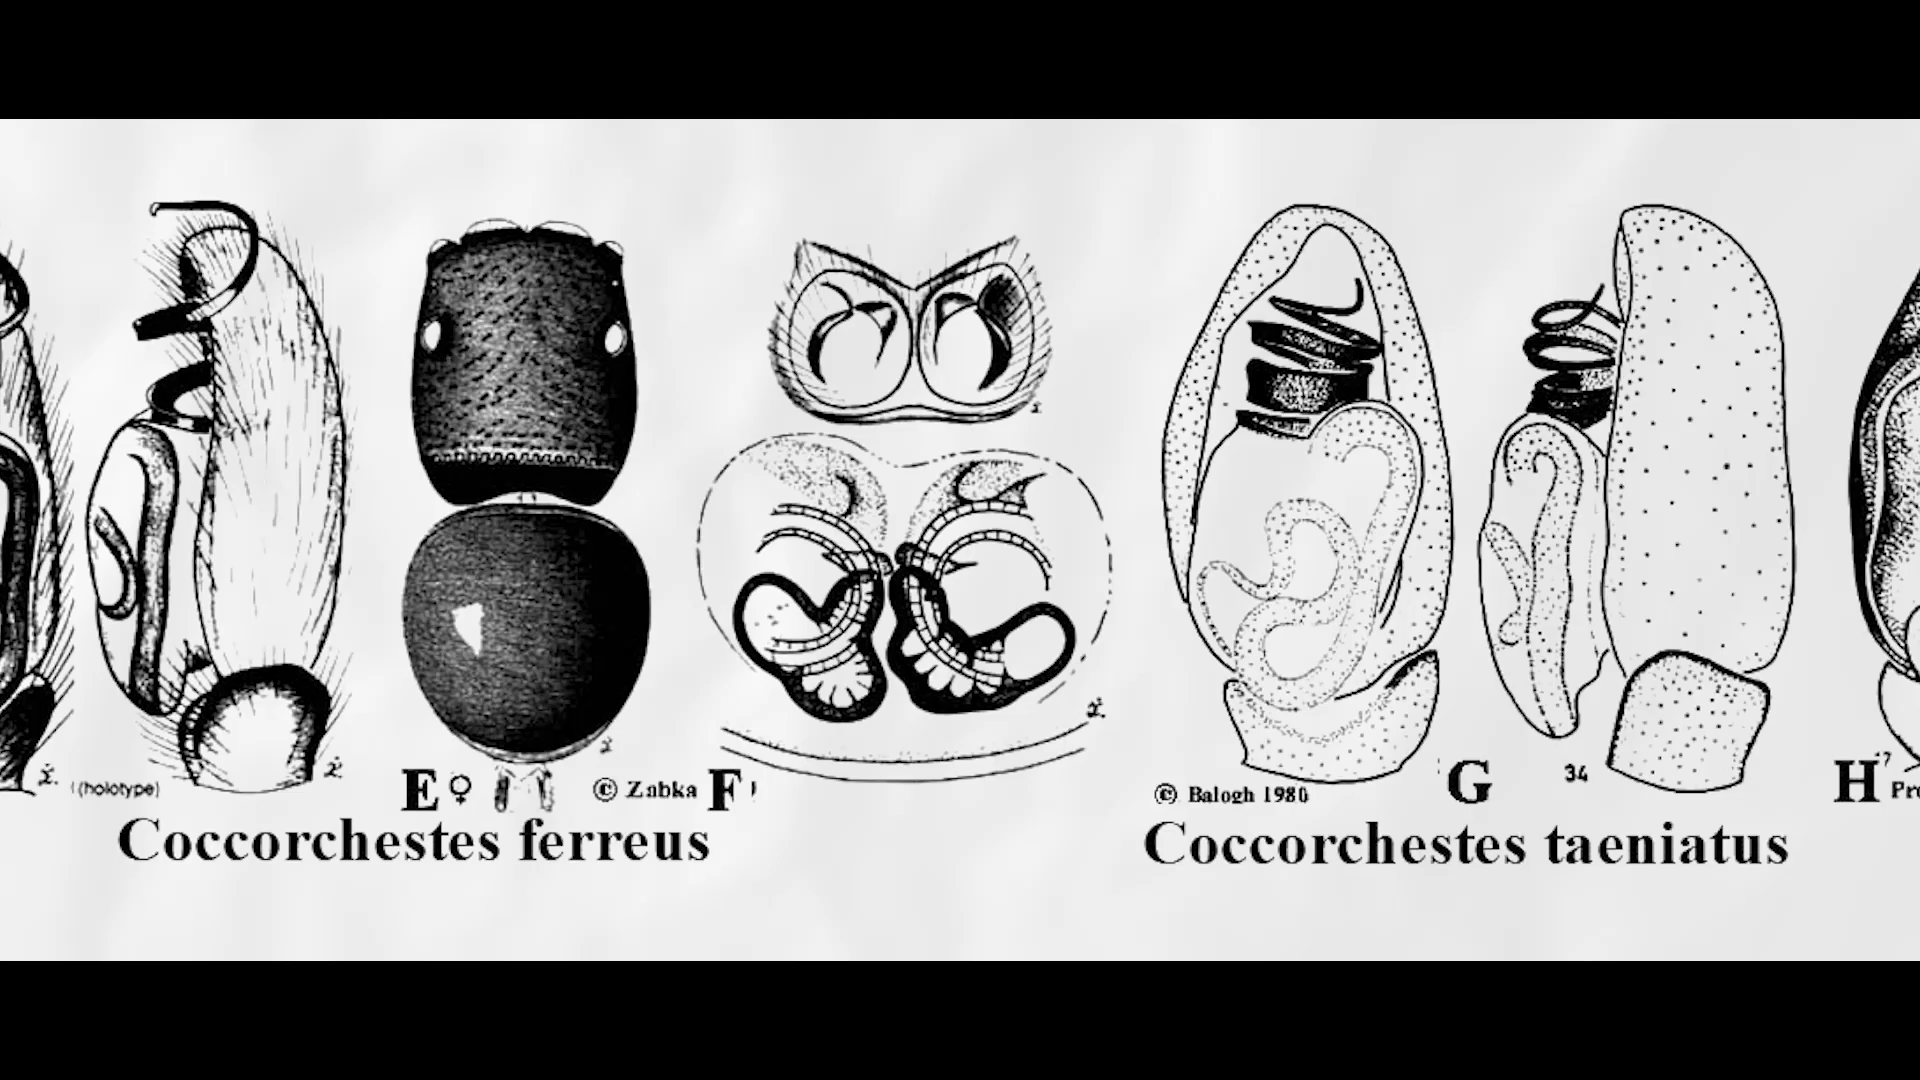 (holotype)
E ♀ © Zabka F
Coccorchestes ferreus
© Balogh 1980 G 34
Coccorchestes taeniatus
H